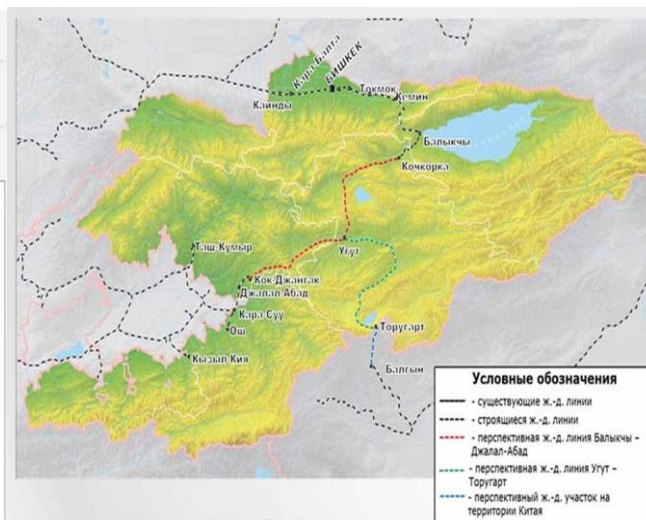 Кара-Балта
БИШКЕК
Токмок
Кемин
Каинды
Балыкчы
Кочкорка
Таш-Кумыр
Угут
Кок-Джангак
Джалал-Абад
Кара Суу
Ош
Торугарт
Кызыл Кия
Балгын
Условные обозначения
- существующие ж.-д. линии
- строящиеся ж.-д. линии
- перспективная ж.-д. линия Балыкчы –
Джалал-Абад
- перспективная ж.-д. линия Угут –
Торугарт
- перспективный ж.-д. участок на
территории Китая